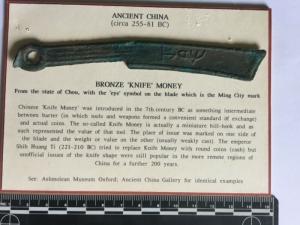 ANCIENT CHINA
(circa 255-81 BC)
BRONZE 'KNIFE' MONEY
From the state of Chou, with the 'eye' symbol on the blade which is the Ming City mark
Chinese 'Knife Money' was introduced in the 7th.century BC as something intermediate
between barter (in which tools and weapons formed a convenient standard of exchange)
and actual coins. The so-called Knife Money is actually a miniature bill-hook and as
such represented the value of that tool. The place of issue was marked on one side of
the blade and the weight or value on the other (usually weakly cast). The emperor
Shih Huang Ti (221-210 BC) tried to replace Knife Money with round coins (cash) but
unofficial issues of the knife shape were still popular in the more remote regions of
China for a further 200 years.
See: Ashmolean Museum Oxford; Ancient China Gallery for identical examples